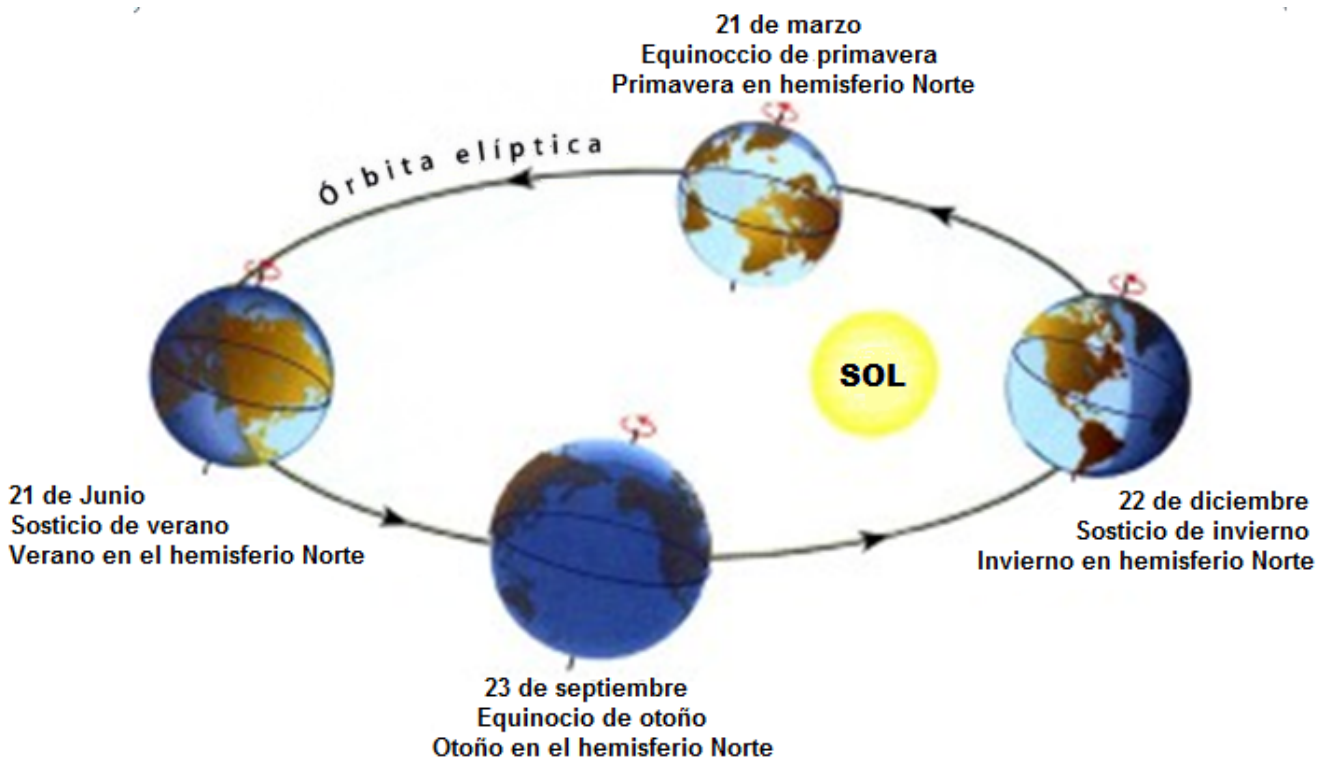 21 de marzo
Equinoccio de primavera
Primavera en hemisferio Norte
Órbita elíptica
SOL
21 de Junio
Sosticio de verano
Verano en el hemisferio Norte
22 de diciembre
Sosticio de invierno
Invierno en hemisferio Norte
23 de septiembre
Equinocio de otoño
Otoño en el hemisferio Norte